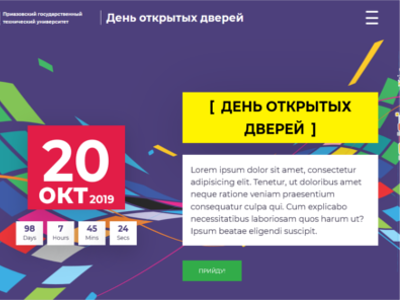 Приазовский государственный
технический университет
День открытых дверей
[ ДЕНЬ ОТКРЫТЫХ
ДВЕРЕЙ ]
20
ОКТ 2019
98 7 45 24
Days Hours Mins Secs
Lorem ipsum dolor sit amet, consectetur
adipisicing elit. Tenetur, ut doloribus amet
neque ratione veniam praesentium
consequatur culpa qui. Cum explicabo
necessitatibus laboriosam quos harum ut?
Ipsum beatae eligendi suscipit.
ПРИЙДУ!